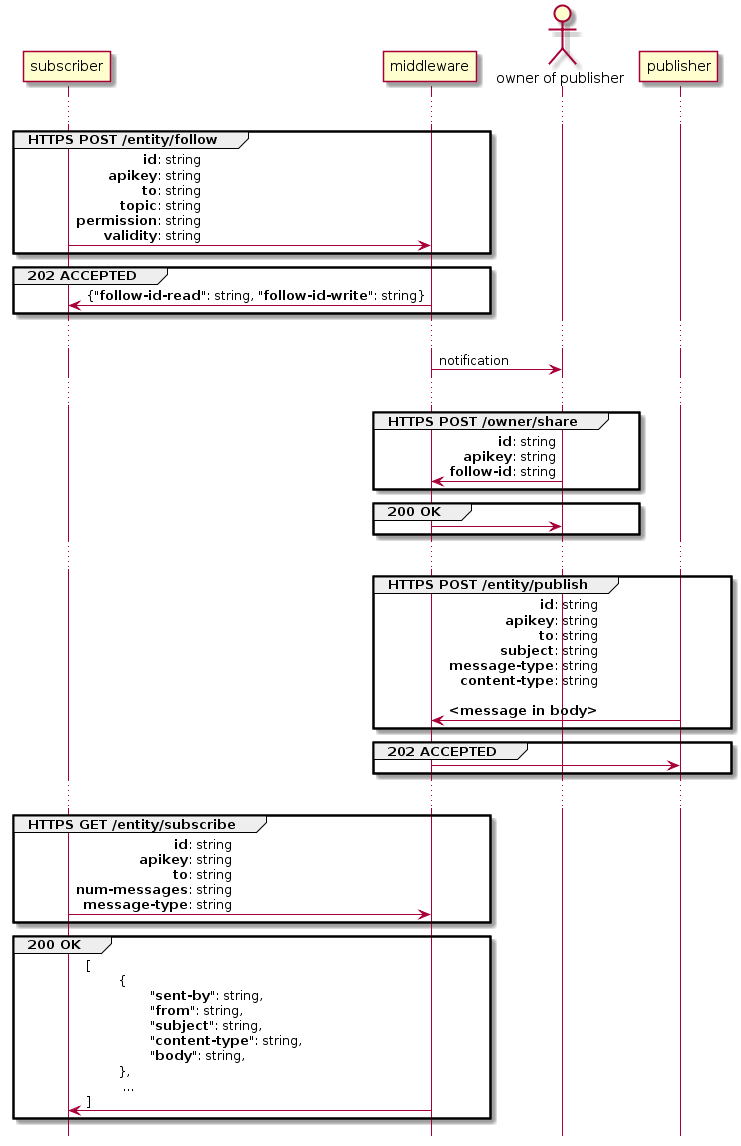 subscriber
middleware
owner of publisher
publisher
HTTPS POST /entity/follow
id: string
apikey: string
to: string
topic: string
permission: string
validity: string
202 ACCEPTED
{"follow-id-read": string, "follow-id-write": string}
notification
HTTPS POST /owner/share
id: string
apikey: string
follow-id: string
200 OK
HTTPS POST /entity/publish
id: string
apikey: string
to: string
subject: string
message-type: string
content-type: string
<message in body>
202 ACCEPTED
HTTPS GET /entity/subscribe
id: string
apikey: string
to: string
num-messages: string
message-type: string
200 OK
[
{
"sent-by": string,
"from": string,
"subject": string,
"content-type": string,
"body": string,
},
...
]